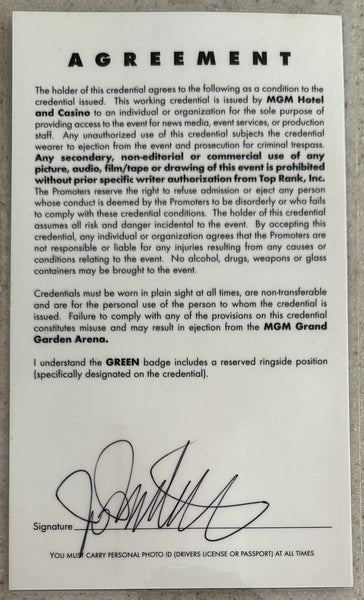 AGREEMENT
The holder of this credential agrees to the following as a condition to the
credential issued. This working credential is issued by MGM Hotel
and Casino to an individual or organization for the sole purpose of
providing access to the event for news media, event services, or production
staff. Any unauthorized use of this credential subjects the credential
wearer to ejection from the event and prosecution for criminal trespass.
Any secondary, non-editorial or commercial use of any
picture, audio, film/tape or drawing of this event is prohibited
without prior specific writer authorization from Top Rank, Inc.
The Promoters reserve the right to refuse admission or eject any person
whose conduct is deemed by the Promoters to be disorderly or who fails
to comply with these credential conditions. The holder of this credential
assumes all risk and danger incidental to the event. By accepting this
credential, any individual or organization agrees that the Promoters are
not responsible or liable for any injuries resulting from any causes or
conditions relating to the event. No alcohol, drugs, weapons or glass
containers may be brought to the event.
Credentials must be worn in plain sight at all times, are non-transferable
and are for the personal use of the person to whom the credential is
issued. Failure to comply with any of the provisions on this credential
constitutes misuse and may result in ejection from the MGM Grand
Garden Arena.
I understand the GREEN badge includes a reserved ringside position
(specifically designated on the credential).
Signature
YOU MUST CARRY PERSONAL PHOTO ID (DRIVERS LICENSE OR PASSPORT) AT ALL TIMES